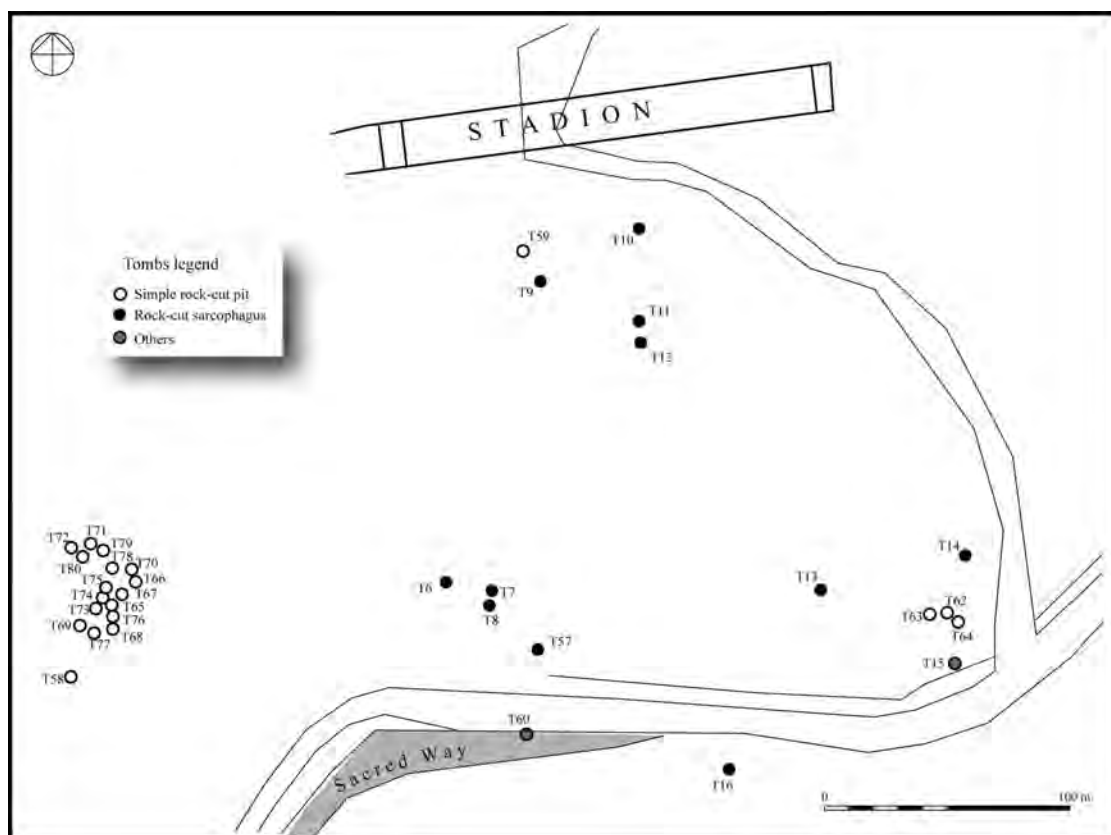 STADION
T59
T10
T9
T11
T12
Tombs legend
Simple rock-cut pit
Rock-cut sarcophagus
Others
T71
T72
T79
T78
T80
T70
T75
T66
T74
T67
T73
T65
T69
T76
T77
T68
T58
T6
T7
T8
T57
T13
T14
T63
T62
T64
T15
T60
Sacred Way
T16
0
100 m.